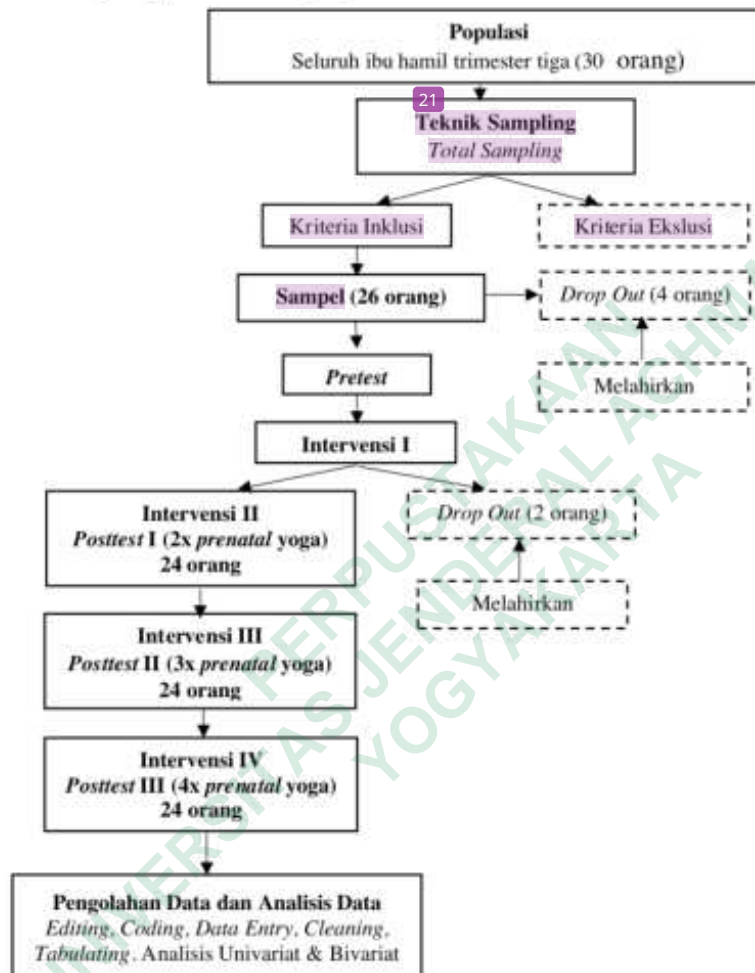 Populasi
Seluruh ibu hamil trimester tiga (30 orang)
21
Teknik Sampling
Total Sampling
Kriteria Inklusi
Kriteria Ekslusi
Sampel (26 orang)
Drop Out (4 orang)
Pretest
Melahirkan
Intervensi I
Intervensi II
Posttest I (2x prenatal yoga)
24 orang
Drop Out (2 orang)
Melahirkan
Intervensi III
Posttest II (3x prenatal yoga)
24 orang
Intervensi IV
Posttest III (4x prenatal yoga)
24 orang
Pengolahan Data dan Analisis Data
Editing, Coding, Data Entry, Cleaning,
Tabulating. Analisis Univariat & Bivariat
PERPUSTAKAAN
UNIVERSITAS JENDERAL ACHM
YOGYAKARTA